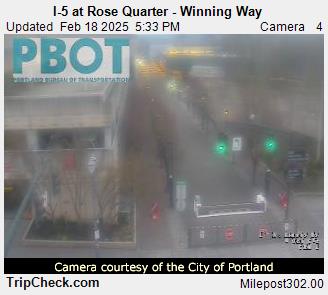 I-5 at Rose Quarter - Winning Way
Updated Feb 18 2025 5:33 PM Camera 4
PBOT
PORTLAND BUREAU OF TRANSPORTATION
Camera courtesy of the City of Portland
TripCheck.com Milepost302.00